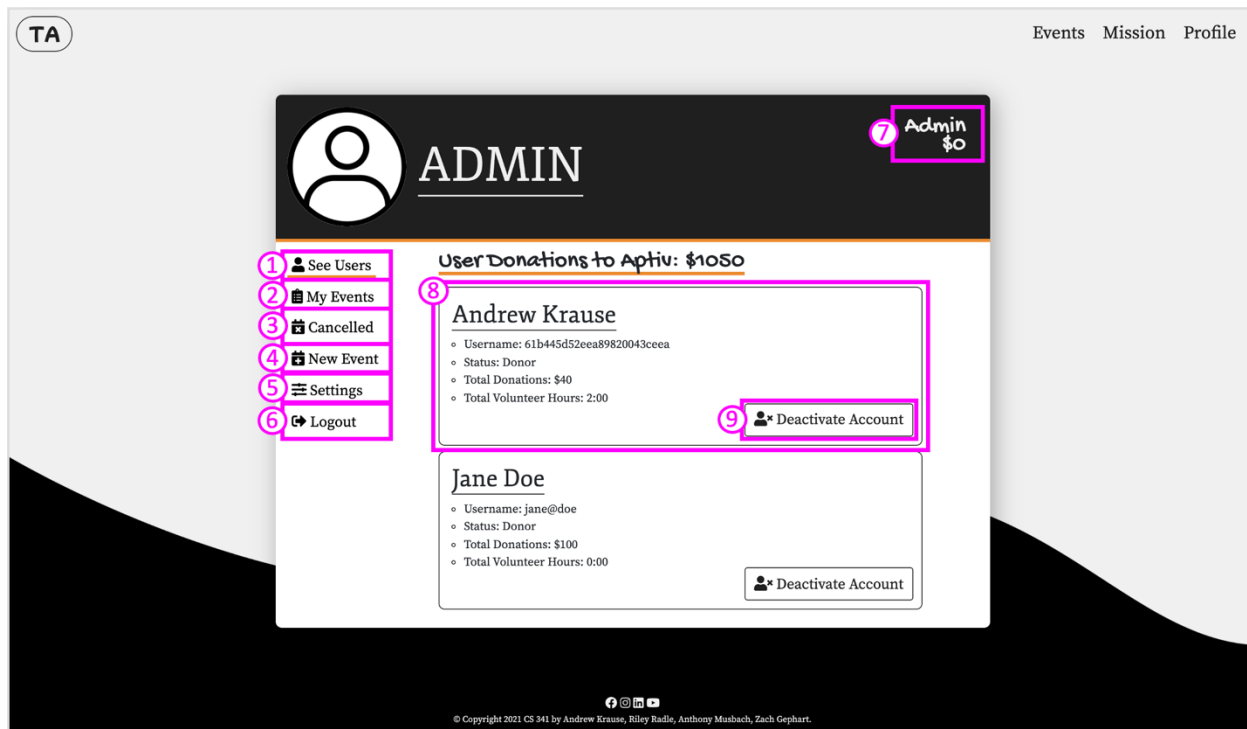 TA
Events Mission Profile
7
Admin
$0
ADMIN
1 See Users
2 My Events
3 Cancelled
4 New Event
5 Settings
6 Logout
User Donations to Aptiv: $1050
8
Andrew Krause
Username: 61b445d52eea89820043ceea
Status: Donor
Total Donations: $40
Total Volunteer Hours: 2:00
9 Deactivate Account
Jane Doe
Username: jane@doe
Status: Donor
Total Donations: $100
Total Volunteer Hours: 0:00
Deactivate Account
© Copyright 2021 CS 341 by Andrew Krause, Riley Radle, Anthony Musbach, Zach Gephart.